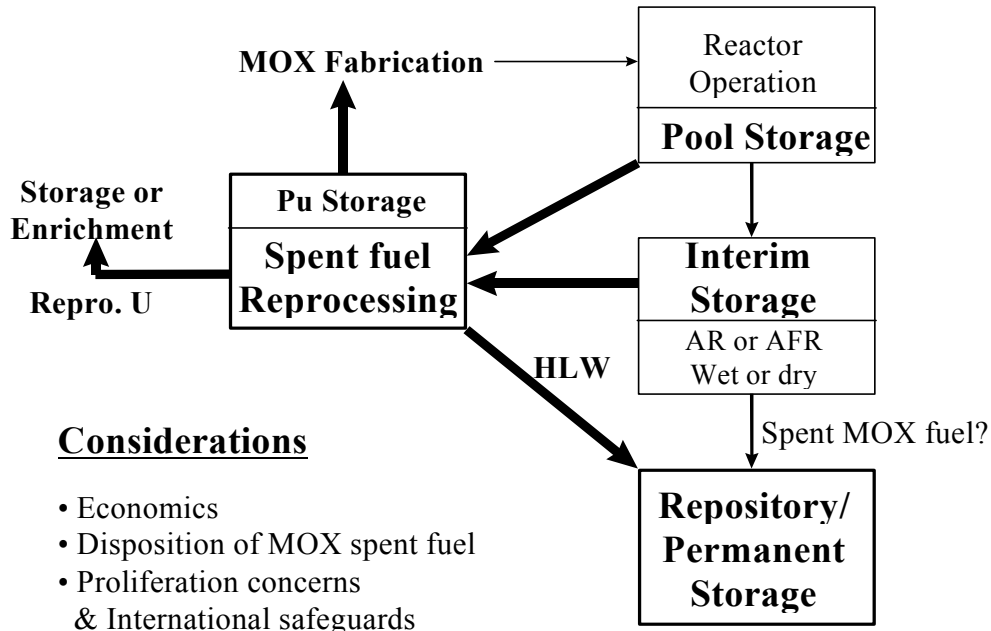 MOX Fabrication
Reactor
Operation
Pool Storage
Storage or
Enrichment
Repro. U
Pu Storage
Spent fuel
Reprocessing
Interim
Storage
AR or AFR
Wet or dry
HLW
Spent MOX fuel?
Repository/
Permanent
Storage
Considerations
• Economics
• Disposition of MOX spent fuel
• Proliferation concerns
& International safeguards